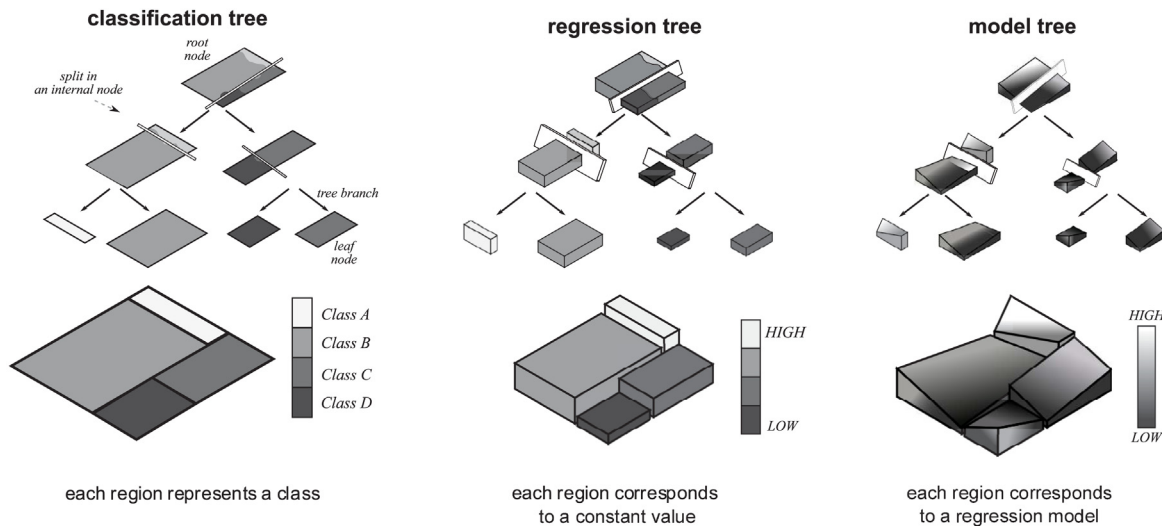 classification tree
root
node
split in
an internal node
tree branch
leaf
node
Class A
Class B
Class C
Class D
each region represents a class
regression tree
HIGH
LOW
each region corresponds
to a constant value
model tree
HIGH
LOW
each region corresponds
to a regression model